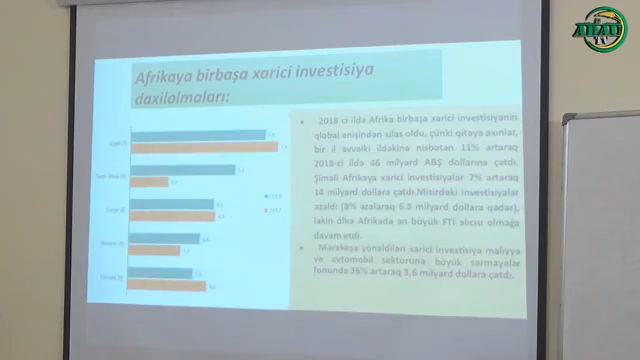 ADAU
TV
Afrikaya birbaşa xarici investisiya
daxilolmaları:
2018-ci ildə Afrika birbaşa xarici investisiyanın
qlobal enişindən xilas oldu, çünki qitəyə axınlar,
bir il əvvəlki ildəkinə nisbətən 11% artaraq
2018-ci ildə 46 milyard ABŞ dollarına çatdı.
Şimali Afrikaya xarici investisiyalar 7% artaraq
14 milyard dollara çatdı.Misirdəki investisiyalar
azaldı (8% azalaraq 6.8 milyard dollara qədər),
lakin ölkə Afrikada ən böyük FTİ alıcısı olmağa
davam etdi.
Mərakeşə yönəldilən xarici investisiya maliyyə
və avtomobil sektoruna böyük sərmayələr
fonunda 36% artaraq 3,6 milyard dollara çatdı.